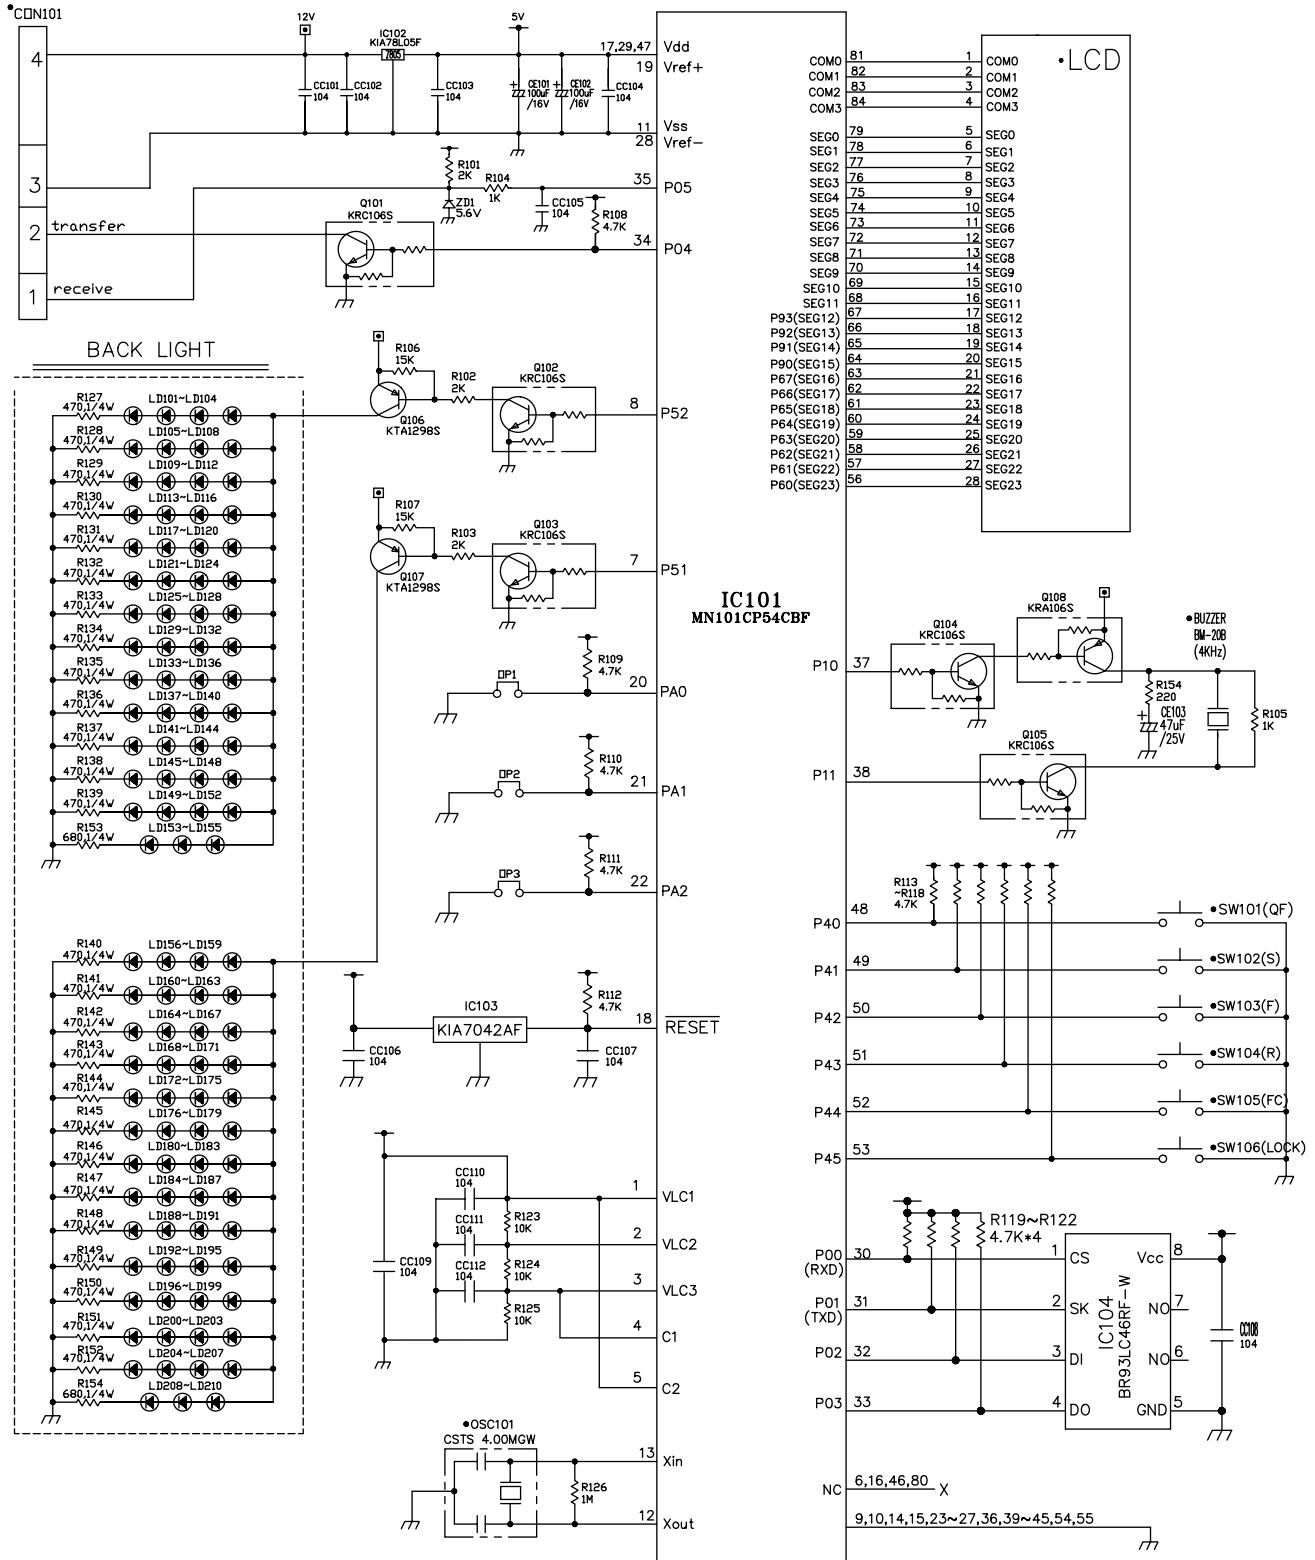 •CON101
4
3
2 transfer
1 receive
12V
IC102
KIA78L05F
7805
5V
CC101
104
CC102
104
CC103
104
CE101
100uF
/16V
CE102
100uF
/16V
CC104
104
17,29,47 Vdd
19 Vref+
11 Vss
28 Vref−
R101
2K
R104
1K
ZD1
5.6V
CC105
104
R108
4.7K
35 P05
34 P04
Q101
KRC106S
BACK LIGHT
R127
470,1/4W
LD101~LD104
R128
470,1/4W
LD105~LD108
R129
470,1/4W
LD109~LD112
R130
470,1/4W
LD113~LD116
R131
470,1/4W
LD117~LD120
R132
470,1/4W
LD121~LD124
R133
470,1/4W
LD125~LD128
R134
470,1/4W
LD129~LD132
R135
470,1/4W
LD133~LD136
R136
470,1/4W
LD137~LD140
R137
470,1/4W
LD141~LD144
R138
470,1/4W
LD145~LD148
R139
470,1/4W
LD149~LD152
R153
680,1/4W
LD153~LD155
R140
470,1/4W
LD156~LD159
R141
470,1/4W
LD160~LD163
R142
470,1/4W
LD164~LD167
R143
470,1/4W
LD168~LD171
R144
470,1/4W
LD172~LD175
R145
470,1/4W
LD176~LD179
R146
470,1/4W
LD180~LD183
R147
470,1/4W
LD184~LD187
R148
470,1/4W
LD188~LD191
R149
470,1/4W
LD192~LD195
R150
470,1/4W
LD196~LD199
R151
470,1/4W
LD200~LD203
R152
470,1/4W
LD204~LD207
R154
680,1/4W
LD208~LD210
R106
15K
R102
2K
Q102
KRC106S
Q106
KTA1298S
8 P52
R107
15K
R103
2K
Q103
KRC106S
Q107
KTA1298S
7 P51
OP1
R109
4.7K
20 PA0
OP2
R110
4.7K
21 PA1
OP3
R111
4.7K
22 PA2
IC103
KIA7042AF
CC106
104
R112
4.7K
CC107
104
18 RESET
CC109
104
CC110
104
CC111
104
CC112
104
R123
10K
R124
10K
R125
10K
1 VLC1
2 VLC2
3 VLC3
4 C1
5 C2
•OSC101
CSTS 4.00MGW
R126
1M
13 Xin
12 Xout
IC101
MN101CP54CBF
•LCD
COM0 81 1 COM0
COM1 82 2 COM1
COM2 83 3 COM2
COM3 84 4 COM3
SEG0 79 5 SEG0
SEG1 78 6 SEG1
SEG2 77 7 SEG2
SEG3 76 8 SEG3
SEG4 75 9 SEG4
SEG5 74 10 SEG5
SEG6 73 11 SEG6
SEG7 72 12 SEG7
SEG8 71 13 SEG8
SEG9 70 14 SEG9
SEG10 69 15 SEG10
SEG11 68 16 SEG11
P93(SEG12) 67 17 SEG12
P92(SEG13) 66 18 SEG13
P91(SEG14) 65 19 SEG14
P90(SEG15) 64 20 SEG15
P67(SEG16) 63 21 SEG16
P66(SEG17) 62 22 SEG17
P65(SEG18) 61 23 SEG18
P64(SEG19) 60 24 SEG19
P63(SEG20) 59 25 SEG20
P62(SEG21) 58 26 SEG21
P61(SEG22) 57 27 SEG22
P60(SEG23) 56 28 SEG23
P10 37
Q104
KRC106S
Q108
KRA106S
•BUZZER
BM-20B
(4KHz)
R154
220
CE103
47uF
/25V
R105
1K
P11 38
Q105
KRC106S
R113
~R118
4.7K
P40 48 •SW101(QF)
P41 49 •SW102(S)
P42 50 •SW103(F)
P43 51 •SW104(R)
P44 52 •SW105(FC)
P45 53 •SW106(LOCK)
R119~R122
4.7K*4
P00 30
(RXD)
P01 31
(TXD)
P02 32
P03 33
1 CS
2 SK
3 DI
4 DO
IC104
BR93LC46RF-W
Vcc 8
NO 7
NO 6
GND 5
CC108
104
NC 6,16,46,80 X
9,10,14,15,23~27,36,39~45,54,55